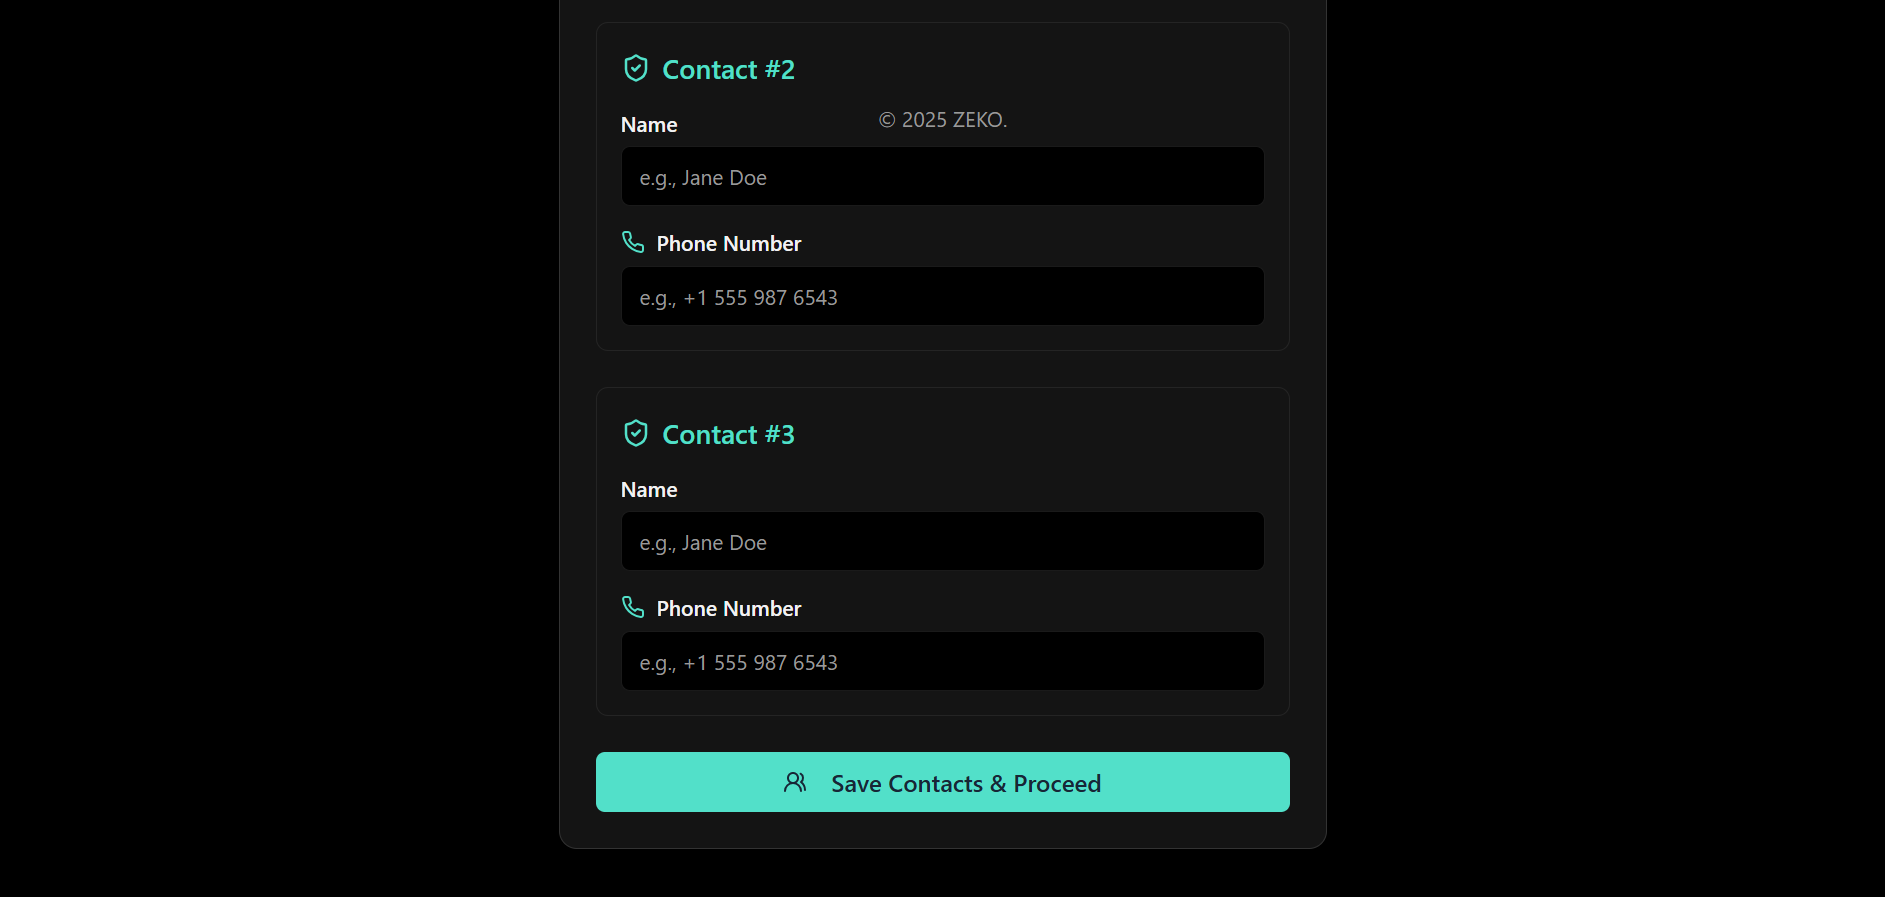 Contact #2
© 2025 ZEKO.
Name
e.g., Jane Doe
Phone Number
e.g., +1 555 987 6543
Contact #3
Name
e.g., Jane Doe
Phone Number
e.g., +1 555 987 6543
Save Contacts & Proceed